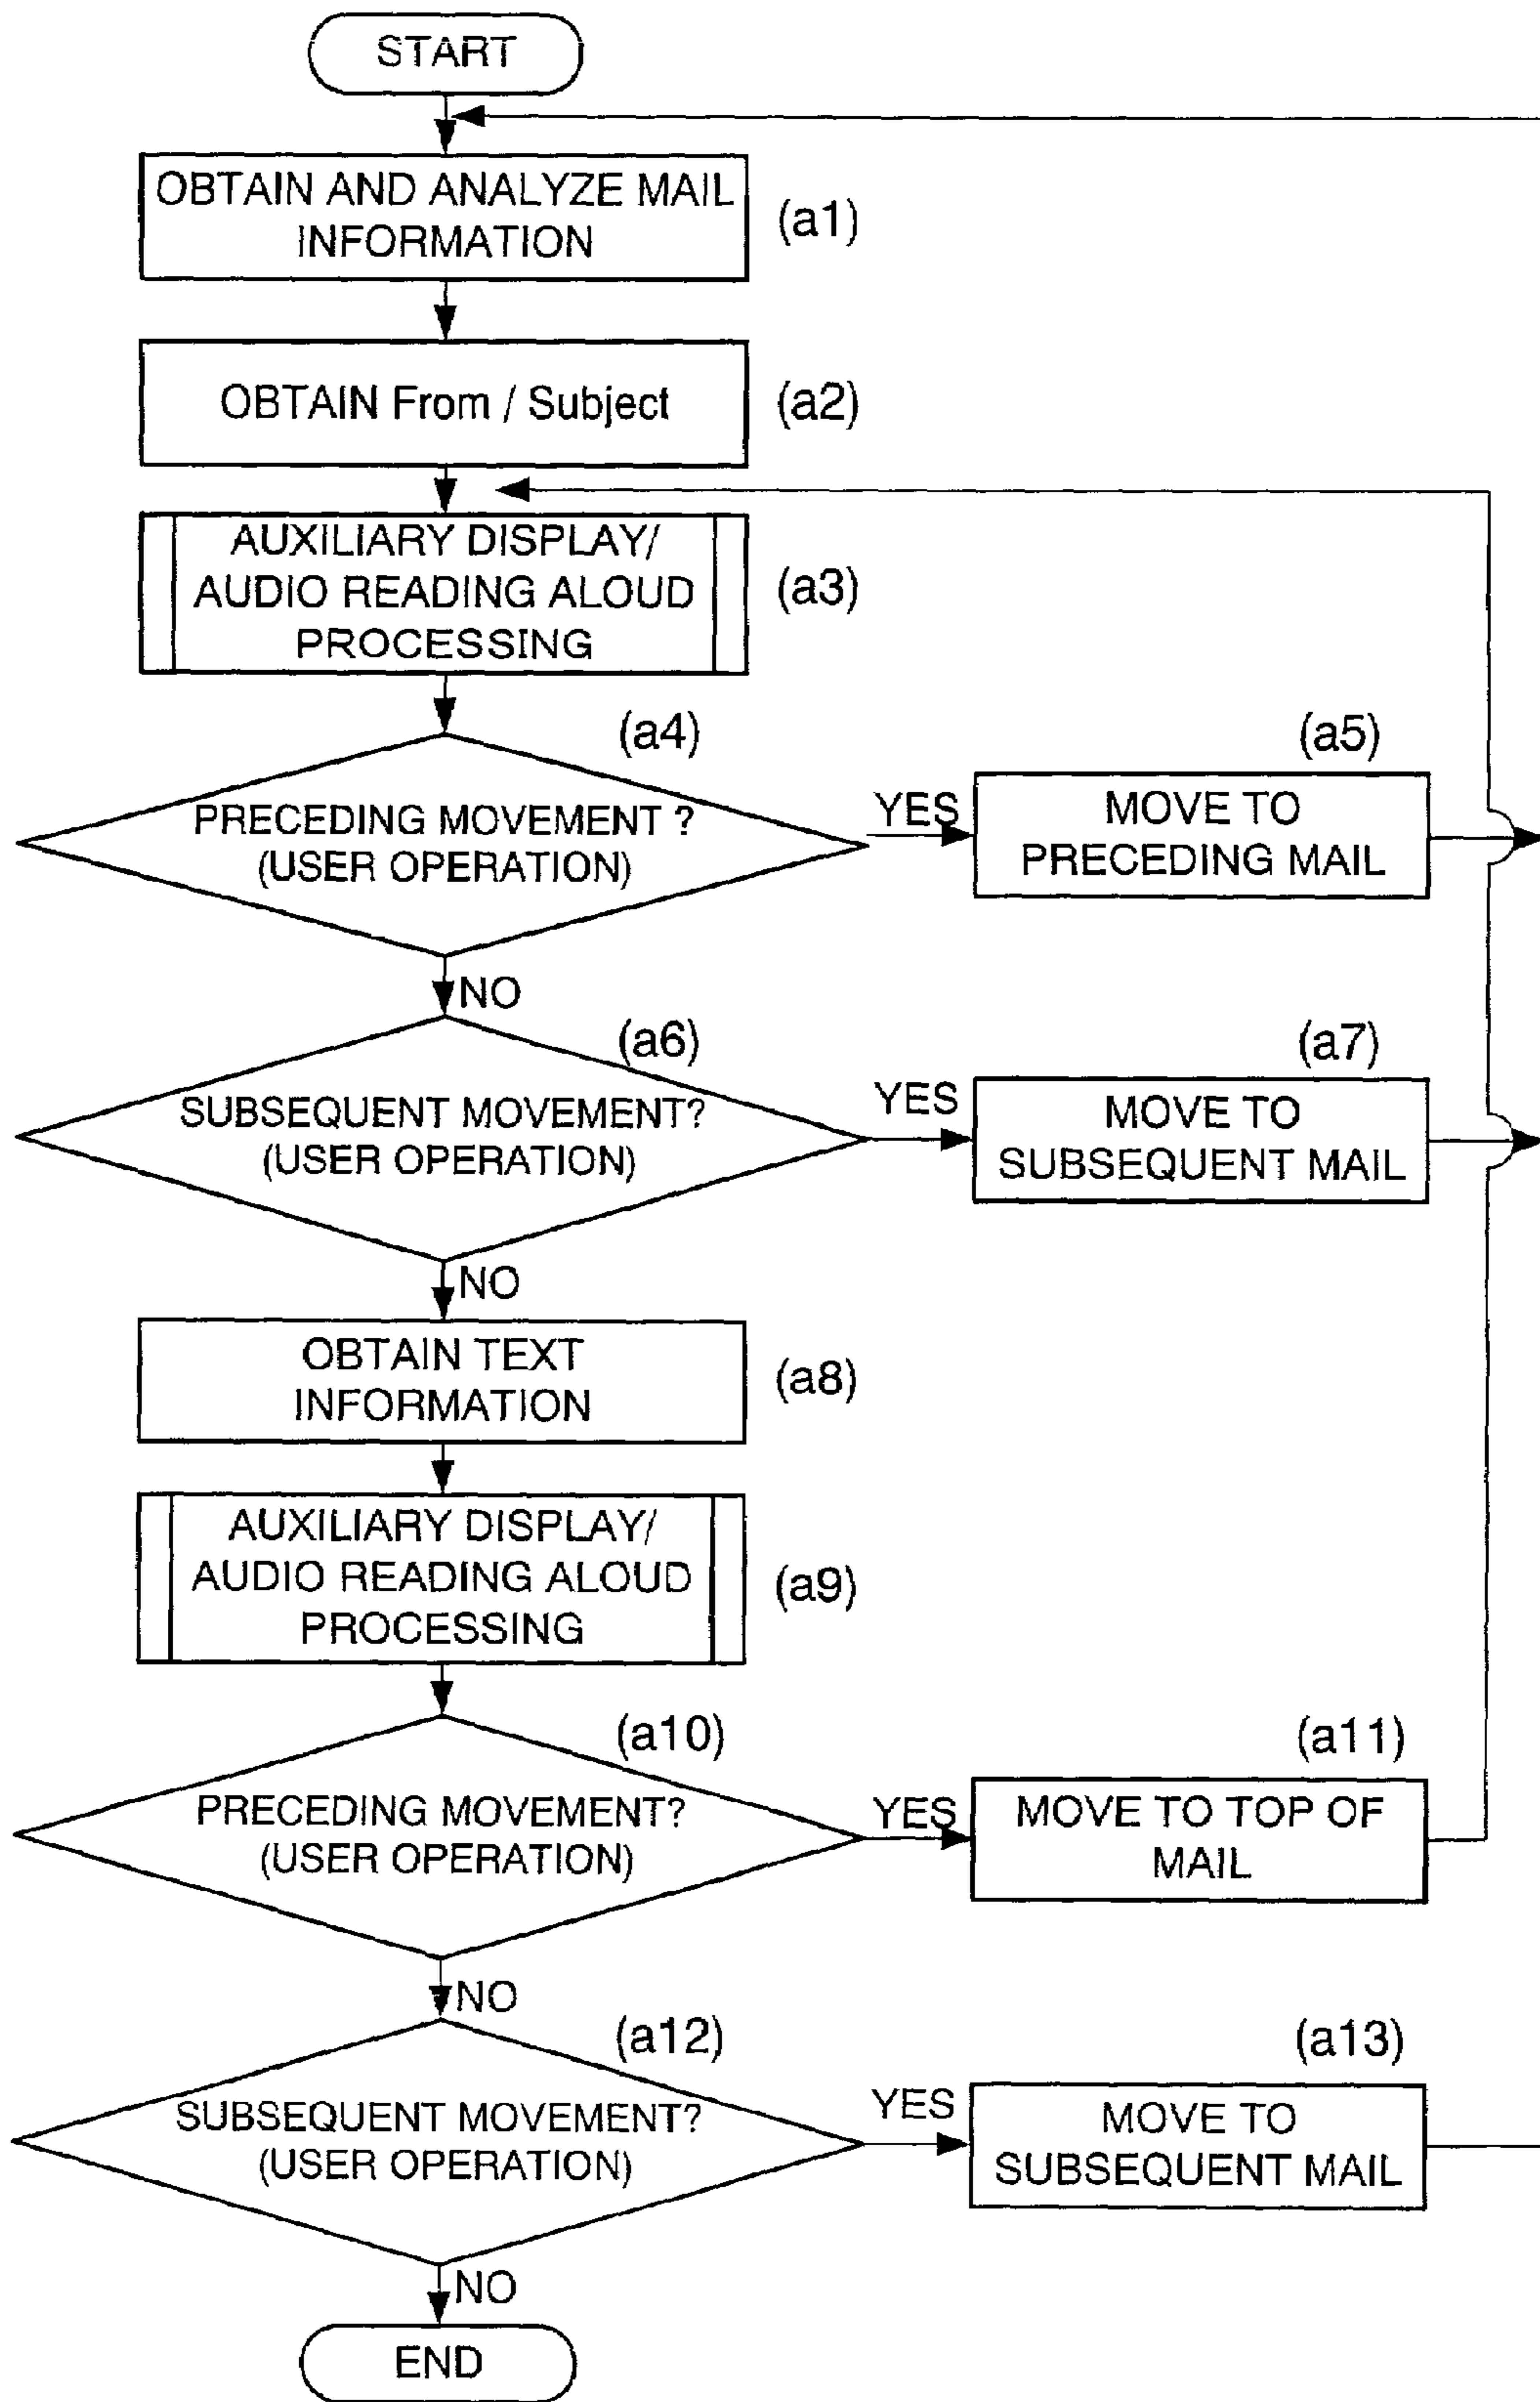 START
OBTAIN AND ANALYZE MAIL
INFORMATION
(a1)
OBTAIN From / Subject
(a2)
AUXILIARY DISPLAY/
AUDIO READING ALOUD
PROCESSING
(a3)
(a4)
PRECEDING MOVEMENT ?
(USER OPERATION)
YES
(a5)
MOVE TO
PRECEDING MAIL
NO
(a6)
SUBSEQUENT MOVEMENT?
(USER OPERATION)
YES
(a7)
MOVE TO
SUBSEQUENT MAIL
NO
OBTAIN TEXT
INFORMATION
(a8)
AUXILIARY DISPLAY/
AUDIO READING ALOUD
PROCESSING
(a9)
(a10)
PRECEDING MOVEMENT?
(USER OPERATION)
YES
(a11)
MOVE TO TOP OF
MAIL
NO
(a12)
SUBSEQUENT MOVEMENT?
(USER OPERATION)
YES
(a13)
MOVE TO
SUBSEQUENT MAIL
NO
END